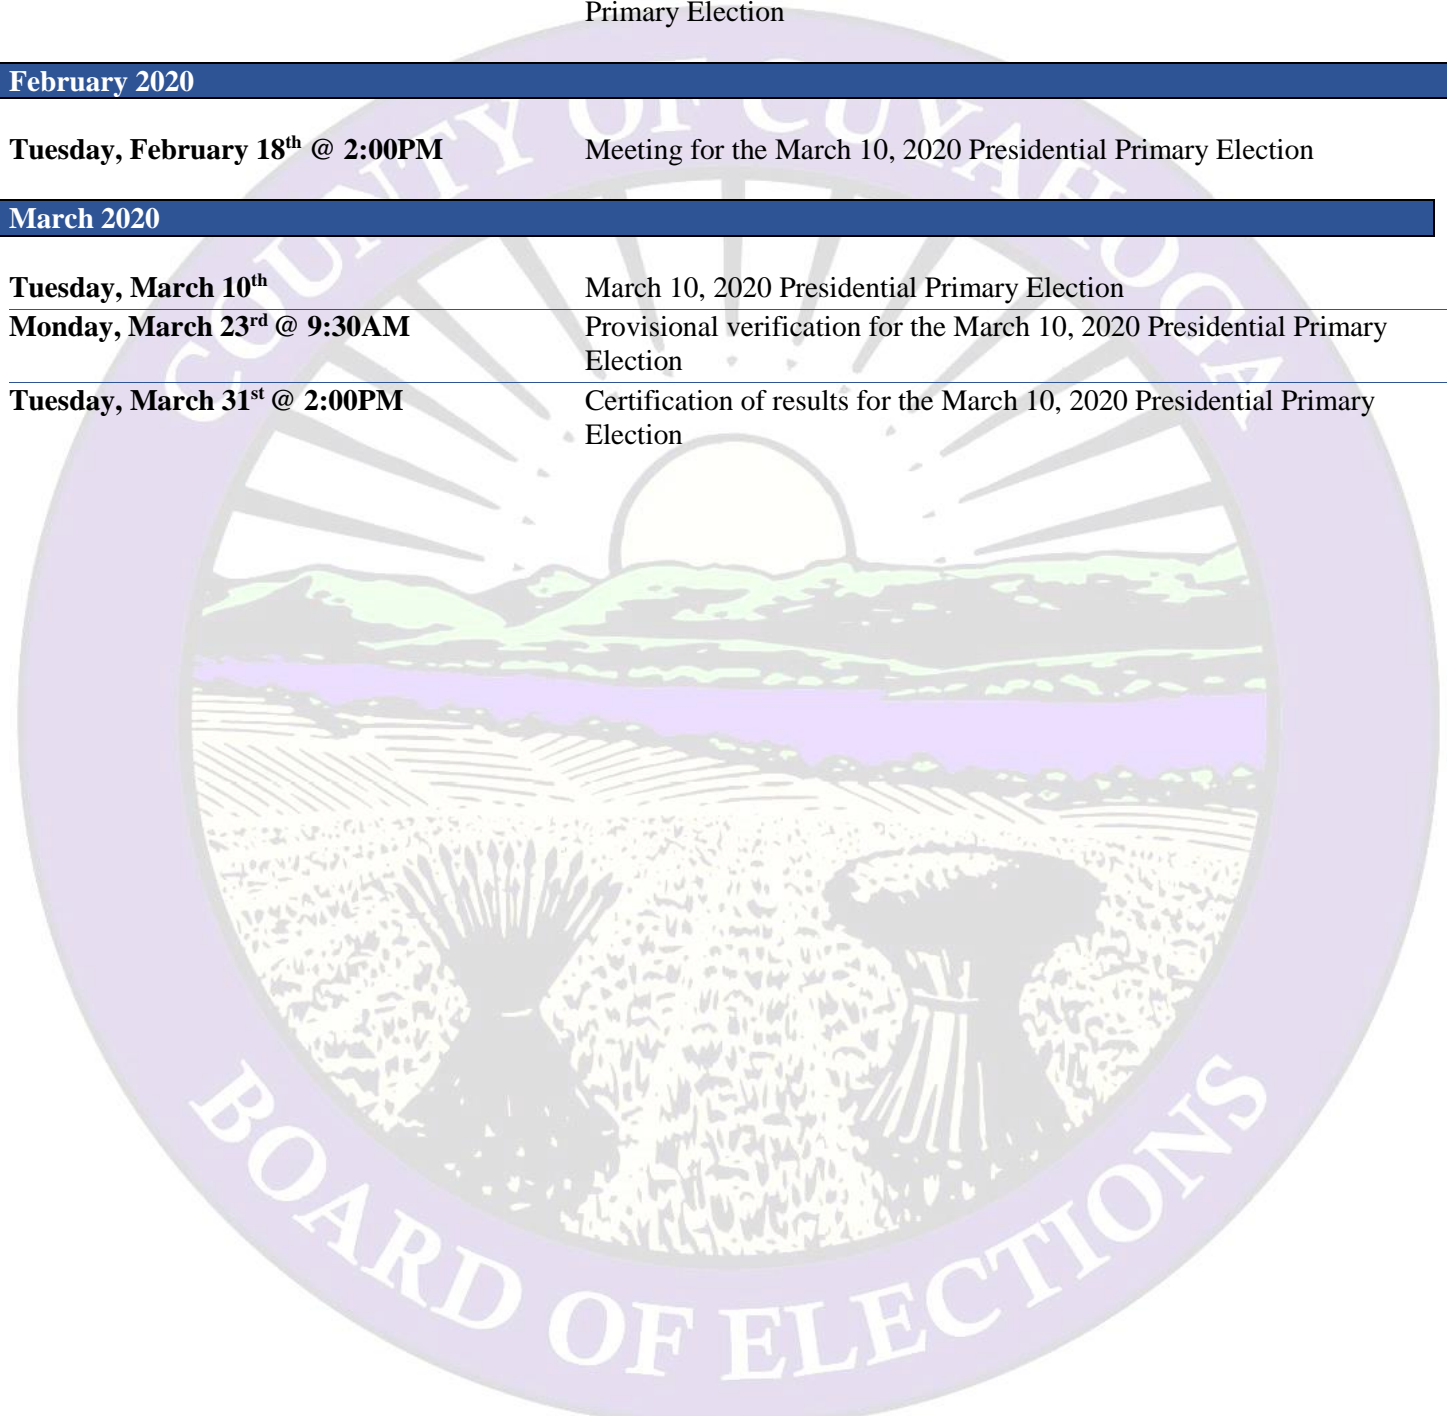 Primary Election
February 2020
Tuesday, February 18th @ 2:00PM Meeting for the March 10, 2020 Presidential Primary Election
March 2020
Tuesday, March 10th March 10, 2020 Presidential Primary Election
Monday, March 23rd @ 9:30AM Provisional verification for the March 10, 2020 Presidential Primary
Election
Tuesday, March 31st @ 2:00PM Certification of results for the March 10, 2020 Presidential Primary
Election
COUNTY OF CUYAHOGA
BOARD OF ELECTIONS